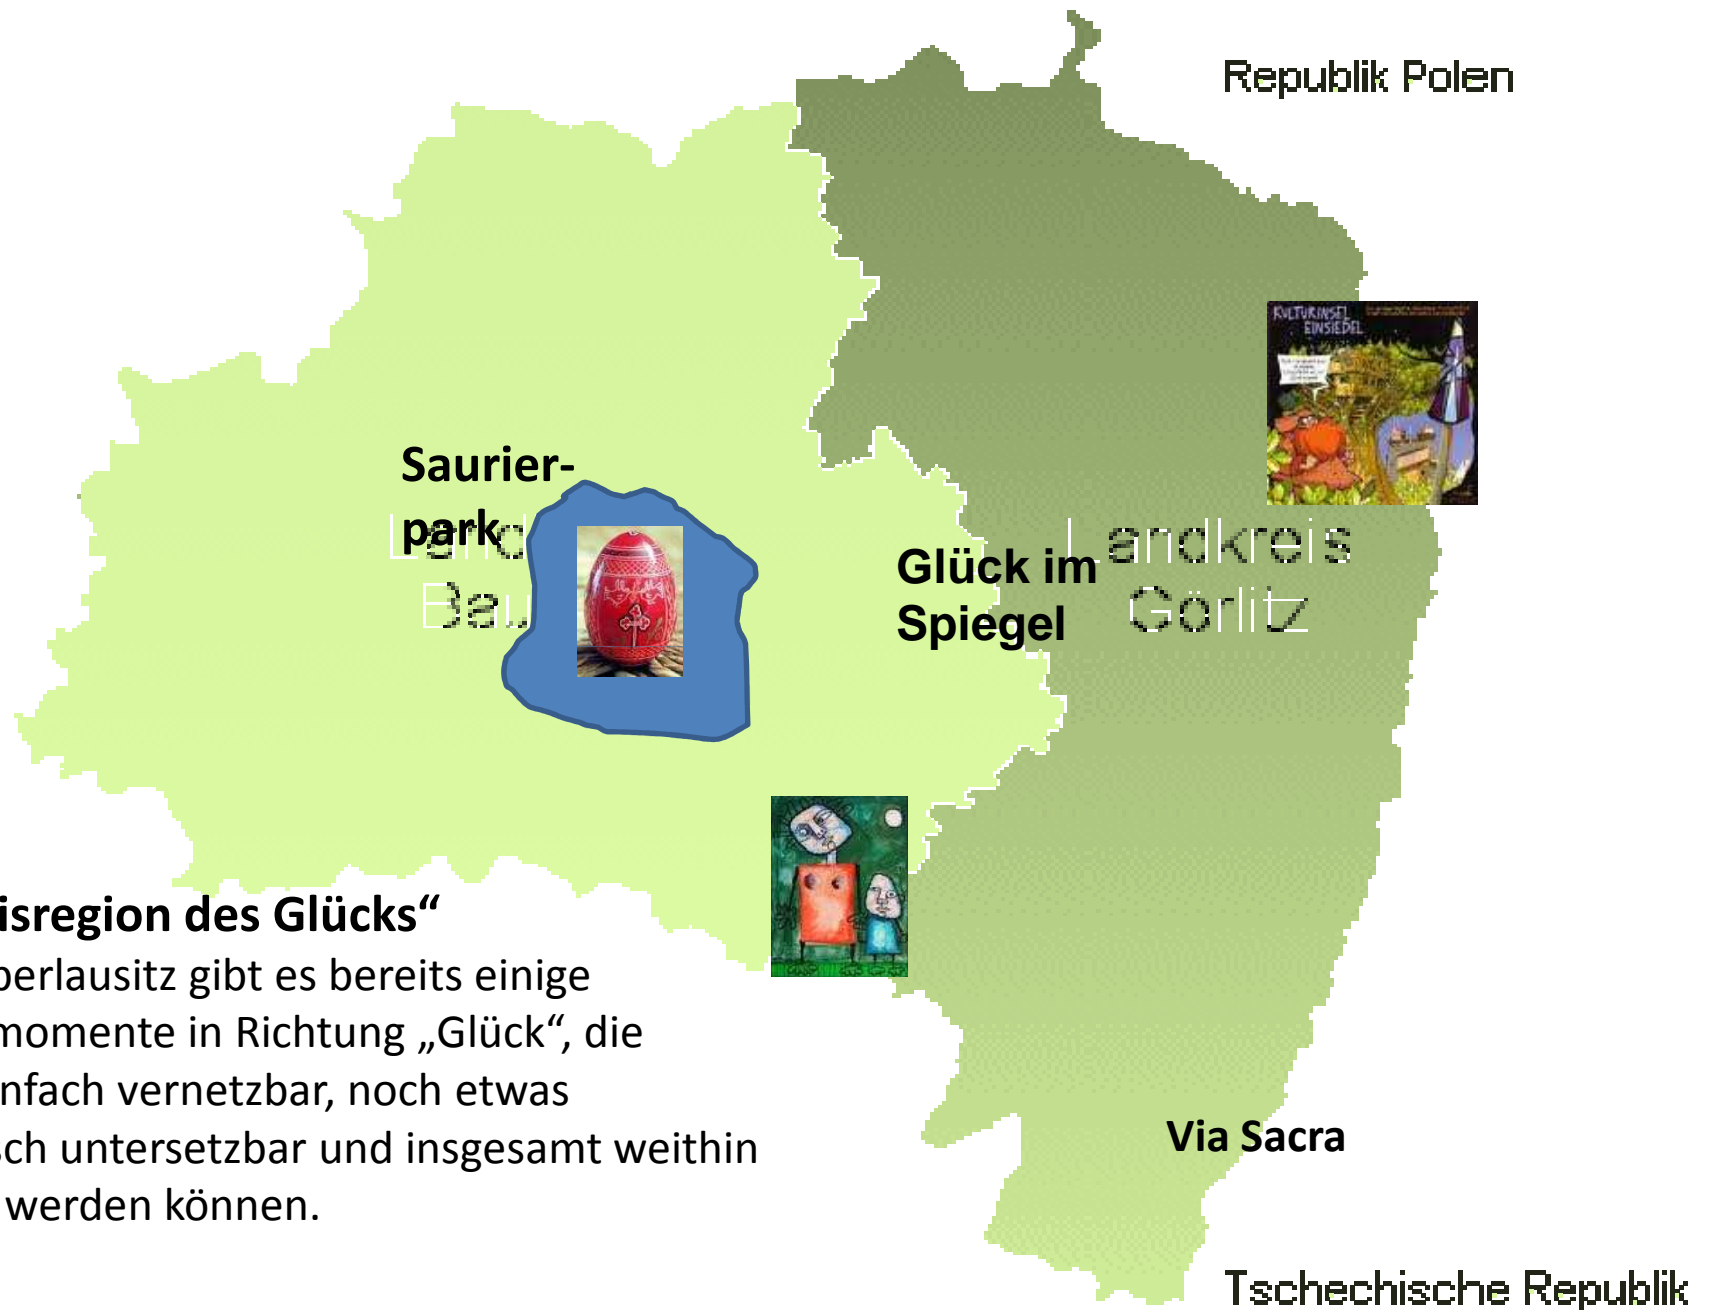 Republik Polen
KULTURINSEL
EINSIEDEL
Saurier-
park
Landkreis
Görlitz
Glück im
Spiegel
isregion des Glücks“
berlausitz gibt es bereits einige
momente in Richtung „Glück“, die
nfach vernetzbar, noch etwas
sch untersetzbar und insgesamt weithin
werden können.
Via Sacra
Tschechische Republik